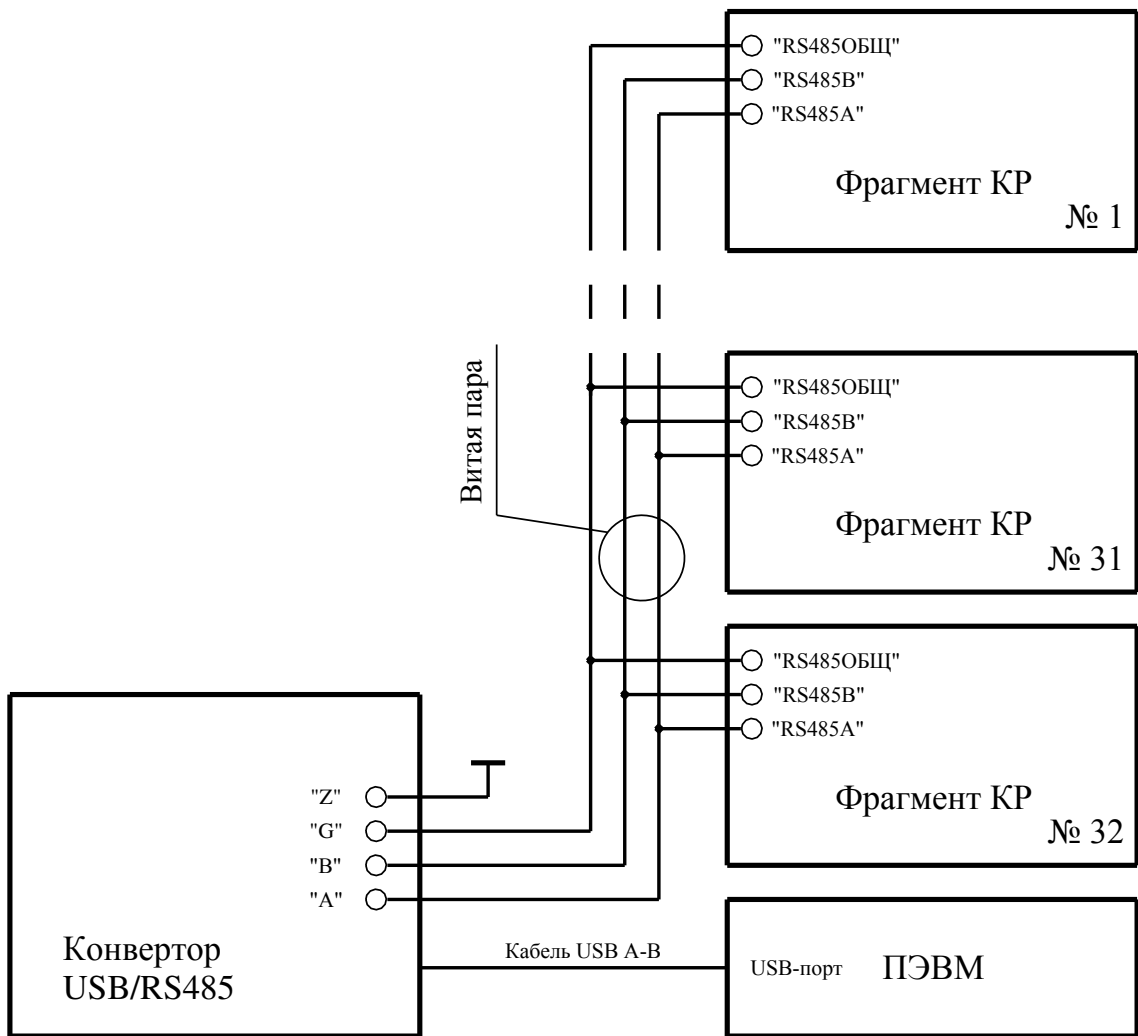 "RS485ОБЩ"
"RS485B"
"RS485A"
Фрагмент КР
№ 1
Витая пара
"RS485ОБЩ"
"RS485B"
"RS485A"
Фрагмент КР
№ 31
"RS485ОБЩ"
"RS485B"
"RS485A"
Фрагмент КР
№ 32
"Z"
"G"
"B"
"A"
Конвертор
USB/RS485
Кабель USB A-B
USB-порт ПЭВМ